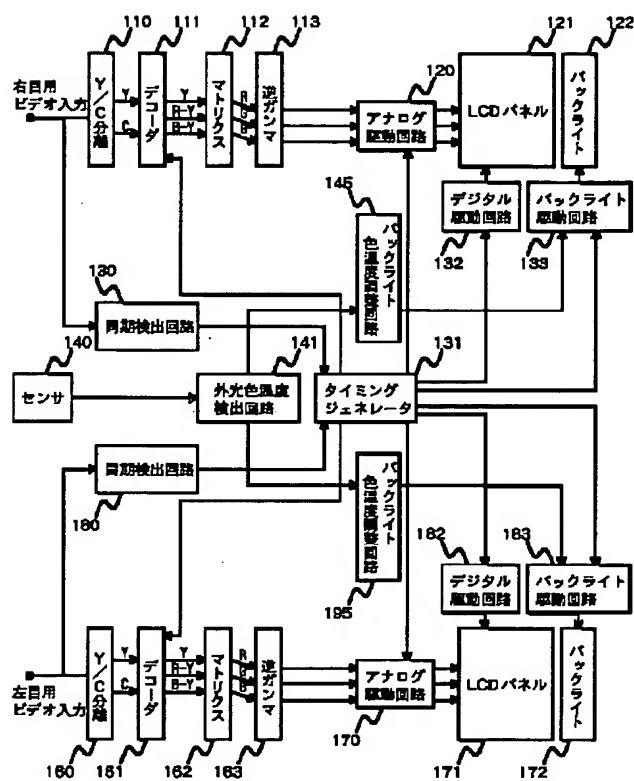 110
111
112
113
121
122
右目用
ビデオ入力
Y/C分離
Y
C
デコーダ
Y
R-Y
B-Y
マトリクス
R
G
B
逆ガンマ
120
アナログ
駆動回路
LCDパネル
バックライト
145
バックライト
色温度調整回路
デジタル
駆動回路
バックライト
駆動回路
132
133
130
同期検出回路
140
141
131
センサ
外光色温度
検出回路
タイミング
ジェネレータ
同期検出回路
180
バックライト
色温度調整回路
195
182
183
デジタル
駆動回路
バックライト
駆動回路
左目用
ビデオ入力
Y/C分離
Y
C
デコーダ
Y
R-Y
B-Y
マトリクス
R
G
B
逆ガンマ
アナログ
駆動回路
LCDパネル
バックライト
160
161
162
163
170
171
172